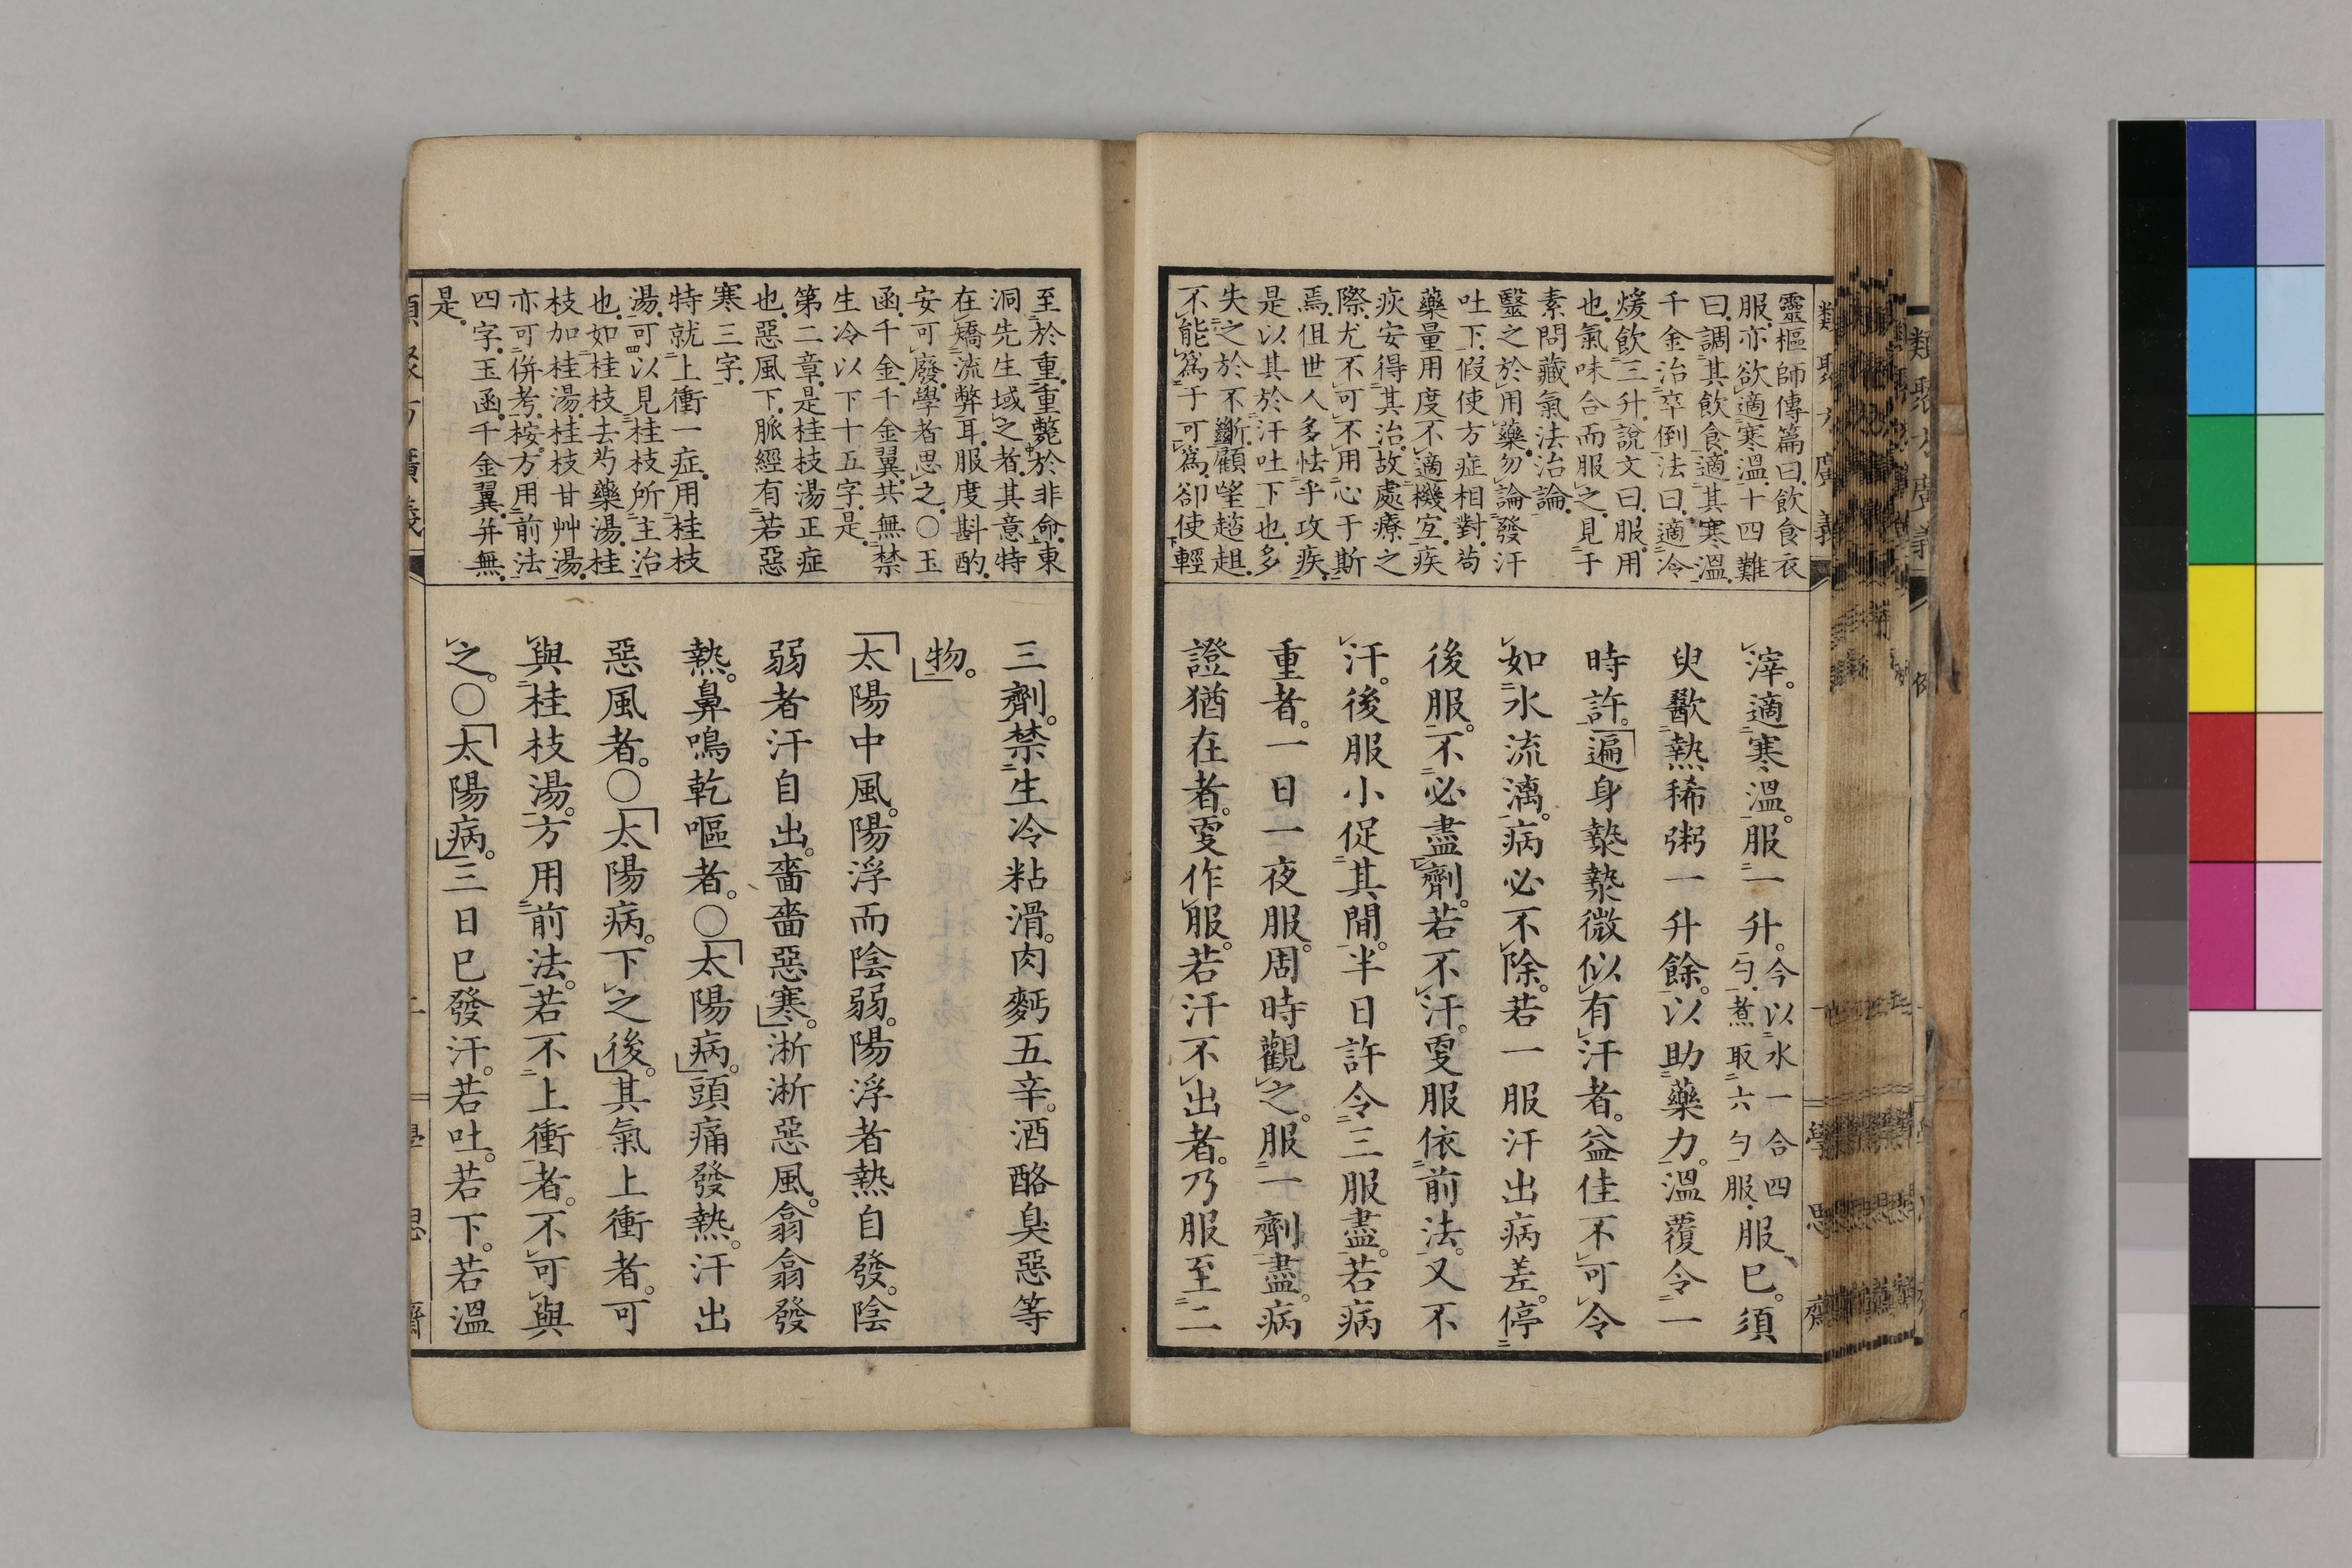 靈樞師傳篇曰飲食衣
服亦欲適寒溫十四難
曰調其飲食適其寒溫
千金治卒倒法曰適冷
煖飲三升說文曰服用
也氣味合而服之見于
素問藏氣法治論
醫之於用藥勿論發汗
吐下假使方症相對苟
藥量用度不適機宜疾
疢安得其治故處療之
際尤不可不用心于斯
焉但世人多怯乎攻疾
是以其於汗吐下也多
失之於不斷顧望趑趄
不能爲于可爲卻使輕
滓。適寒溫。服一升。今以水一合四勺煮取六勺服服已。須
臾歠熱稀粥一升餘。以助藥力。溫覆令一
時許。遍身漐漐微似有汗者。益佳不可令
如水流漓。病必不除。若一服汗出病差。停
後服。不必盡劑。若不汗。更服依前法。又不
汗。後服小促其間。半日許令三服盡。若病
重者。一日一夜服。周時觀之。服一劑盡。病
證猶在者。更作服。若汗不出者。乃服至二
至於重重斃於非命東
洞先生域之者其意特
在矯流弊耳服度斟酌
安可廢學者思之○玉
函千金千金翼共無禁
生冷以下十五字是
第二章是桂枝湯正症
也惡風下脈經有若惡
寒三字
特就上衝一症用桂枝
湯可以見桂枝所主治
也如桂枝去芍藥湯桂
枝加桂湯桂枝甘艸湯
亦可併考桉方用前法
四字玉函千金翼幷無
是
三劑。禁生冷粘滑。肉麪五辛。酒酪臭惡等
物。
「太陽中風。陽浮而陰弱。陽浮者熱自發。陰
弱者汗自出。嗇嗇惡寒。」淅淅惡風。翕翕發
熱。鼻鳴乾嘔者。○「太陽病。」頭痛發熱。汗出
惡風者。○「太陽病。下之後。」其氣上衝者。可
與桂枝湯。方用前法。若不上衝者。不可與
之。○「太陽病。」三日已發汗。若吐。若下。若溫